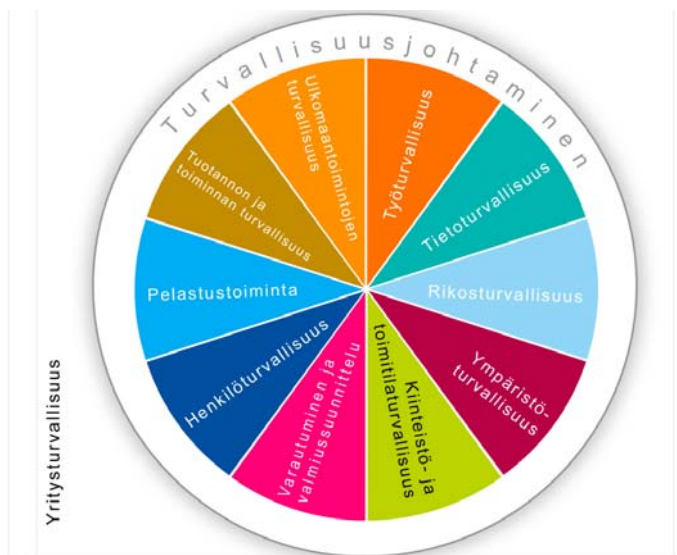 Turvallisuusjohtaminen
Työturvallisuus
Tietoturvallisuus
Rikosturvallisuus
Ympäristö-
turvallisuus
Kiinteistö- ja
toimitilaturvallisuus
Varautuminen ja
valmiussuunnittelu
Henkilöturvallisuus
Pelastustoiminta
Tuotannon ja
toiminnan turvallisuus
Ulkomaantoimintojen
turvallisuus
Yritysturvallisuus